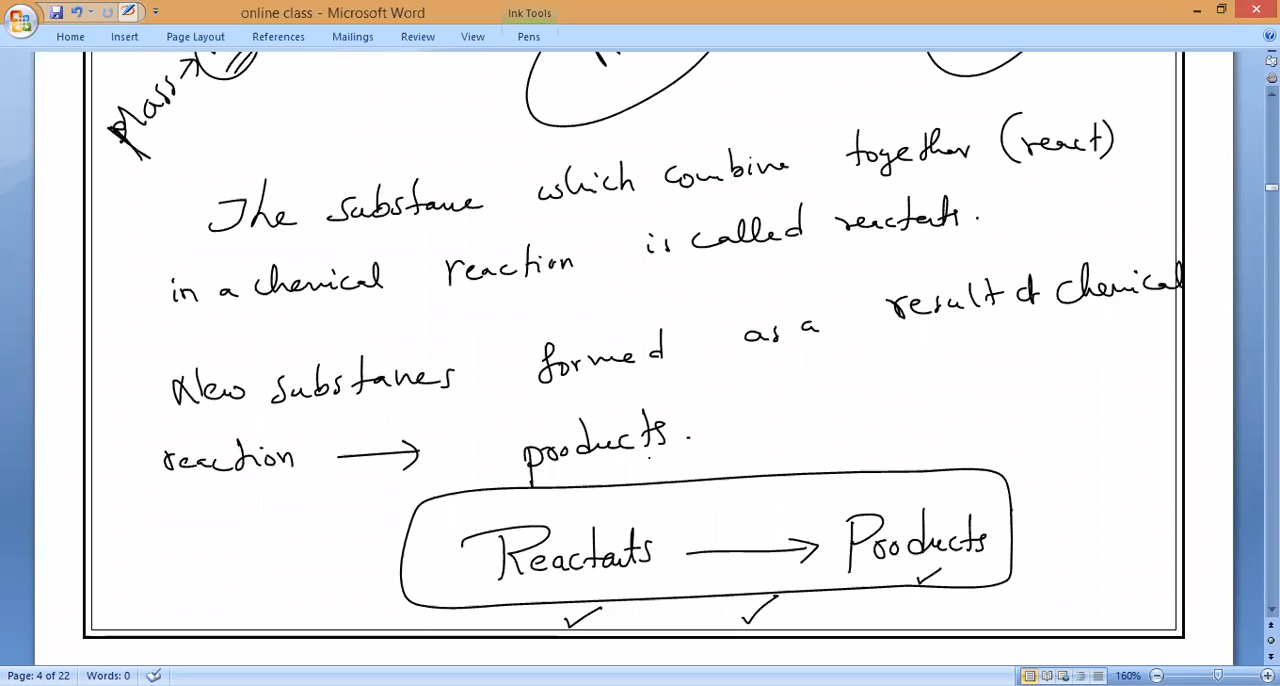 online class - Microsoft Word
Ink Tools
Home Insert Page Layout References Mailings Review View Pens
The substane which combine together (react)
in a chemical reaction is called reactats.
New substanes formed as a result of chemical
reaction → products.
Reactats → Products
Page: 4 of 22 Words: 0 160%